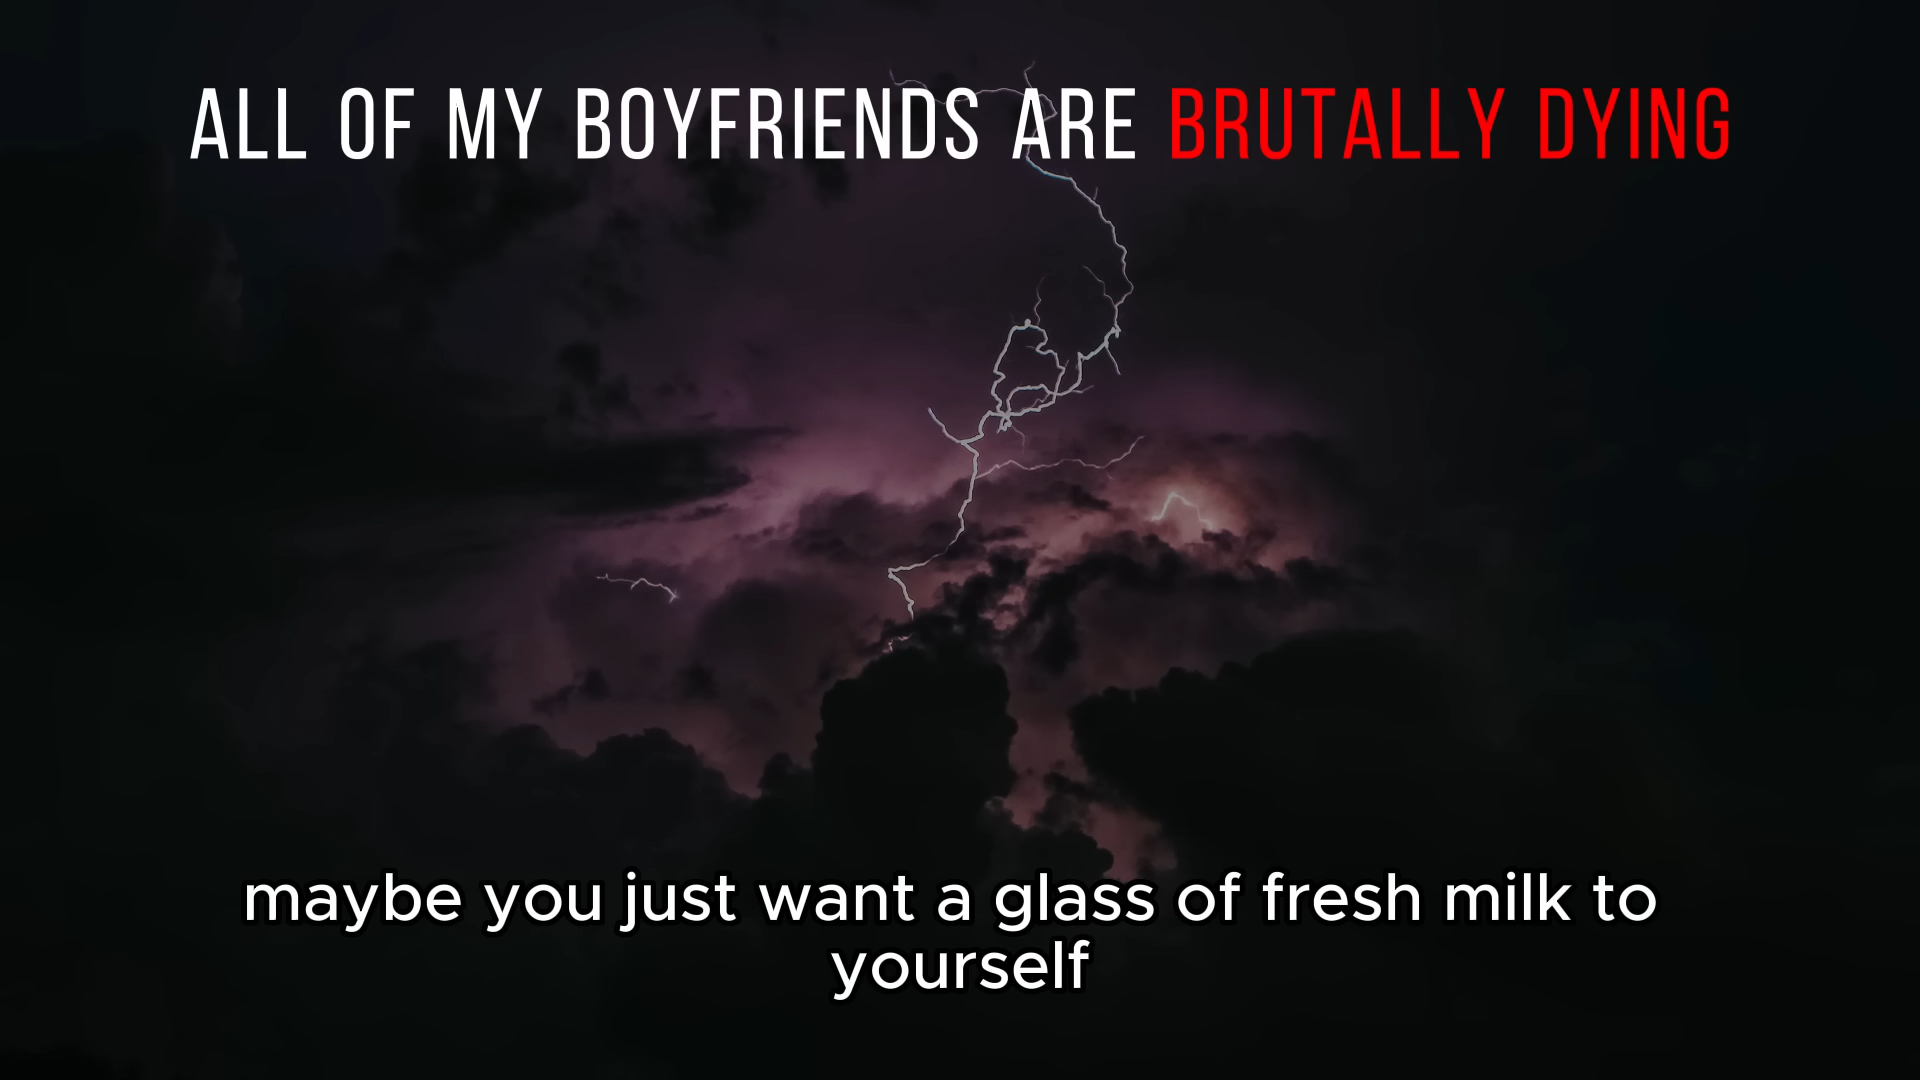 ALL OF MY BOYFRIENDS ARE BRUTALLY DYING
maybe you just want a glass of fresh milk to
yourself